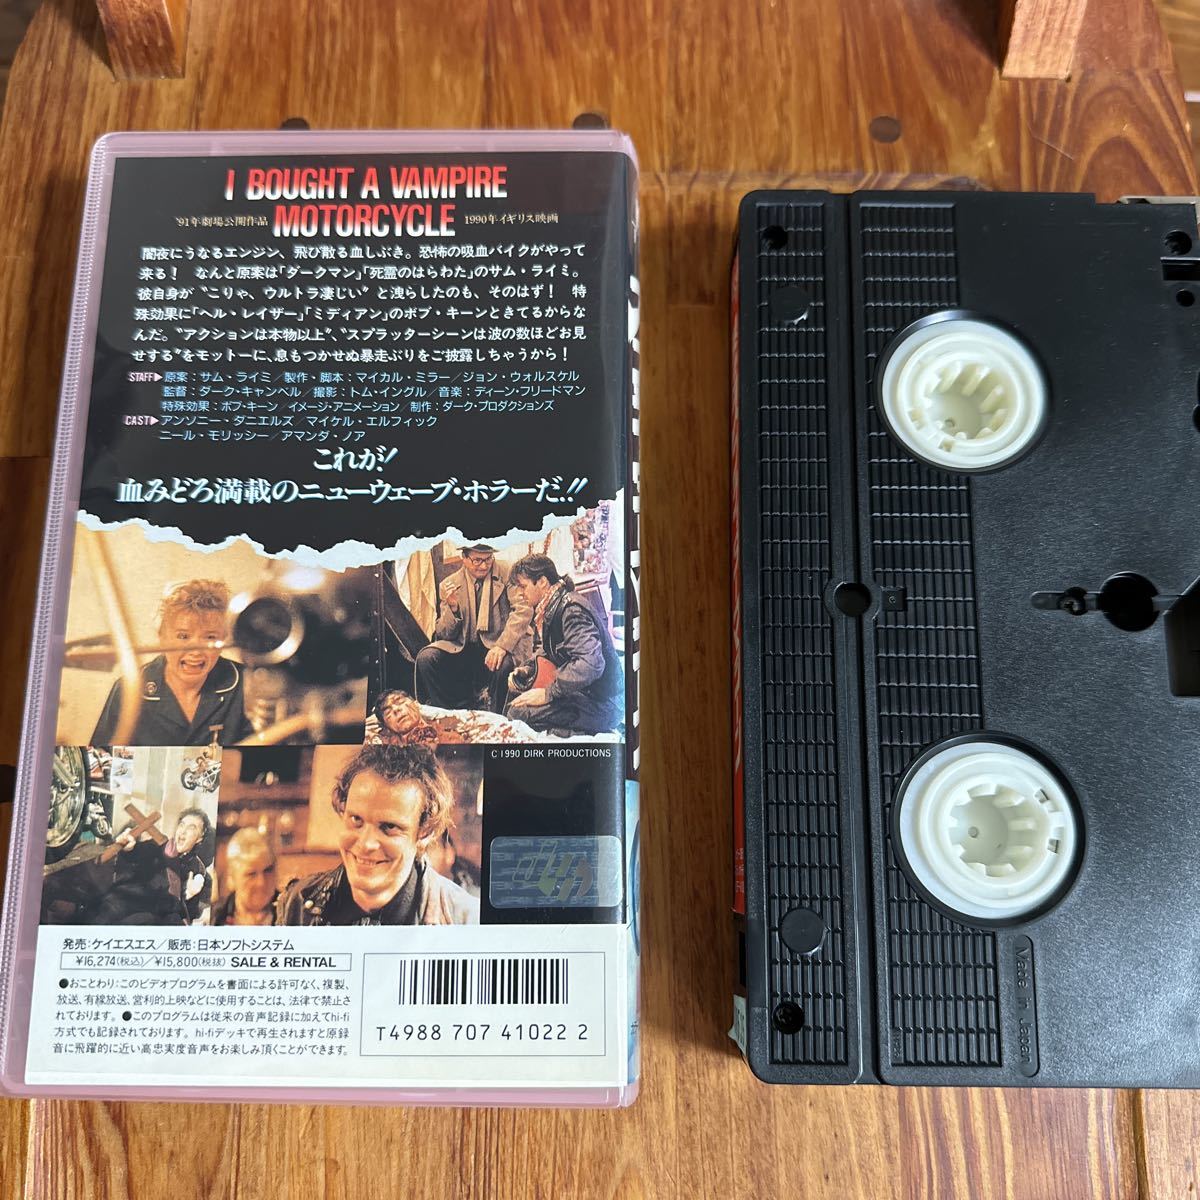 I BOUGHT A VAMPIRE
'91年劇場公開作品 MOTORCYCLE 1990年イギリス映画
闇夜にうなるエンジン、飛び散る血しぶき。恐怖の吸血バイクがやって
来る！ なんと原案は「ダークマン」「死霊のはらわた」のサム・ライミ。
彼自身が“こりゃ、ウルトラ凄じい”と洩らしたのも、そのはず！ 特
殊効果に「ヘル・レイザー」「ミディアン」のボブ・キーンときてるからな
んだ。“アクションは本物以上”、“スプラッターシーンは波の数ほどお見
せする”をモットーに、息もつかせぬ暴走ぶりをご披露しちゃうから！
STAFF 原案：サム・ライミ／製作・脚本：マイカル・ミラー／ジョン・ウォルスケル
監督：ダーク・キャンベル／撮影：トム・イングル／音楽：ディーン・フリードマン
特殊効果：ボブ・キーン／イメージ・アニメーション／制作：ダーク・プロダクションズ
CAST アンソニー・ダニエルズ／マイケル・エルフィック
ニール・モリッシー／アマンダ・ノア
これが！
血みどろ満載のニューウェーブ・ホラーだ..!!
C 1990 DIRK PRODUCTIONS
発売：ケイエスエス／販売：日本ソフトシステム
¥16,274(税込)／¥15,800(税抜) SALE & RENTAL
●おことわり：このビデオプログラムを書面による許可なく、複製、
放送、有線放送、営利的上映などに使用することは、法律で禁止さ
れております。●このプログラムは従来の音声記録に加えてhi-fi
方式でも記録されております。hi-fiデッキで再生されますと原録
音に飛躍的に近い高忠実度音声をお楽しみ頂くことができます。
T4988 707 41022 2
Made in Japan